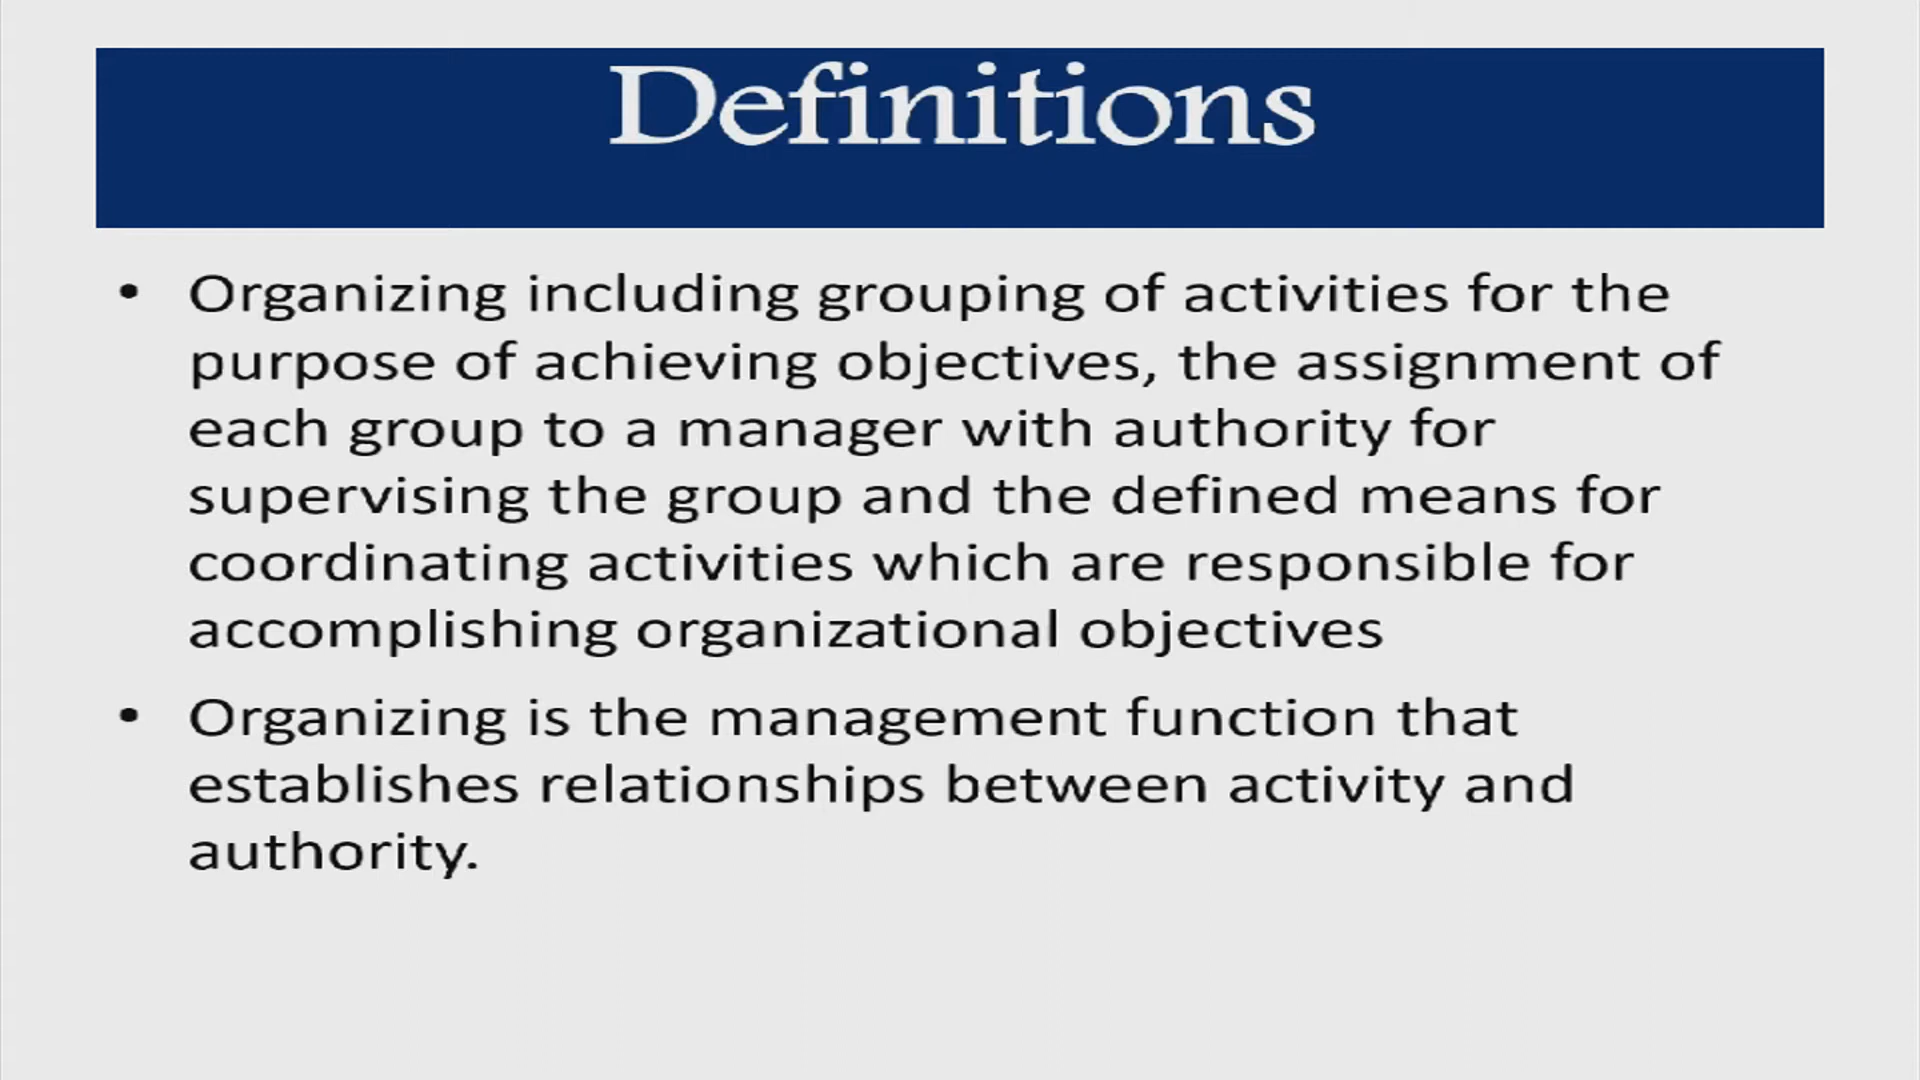 Definitions
• Organizing including grouping of activities for the
purpose of achieving objectives, the assignment of
each group to a manager with authority for
supervising the group and the defined means for
coordinating activities which are responsible for
accomplishing organizational objectives
• Organizing is the management function that
establishes relationships between activity and
authority.